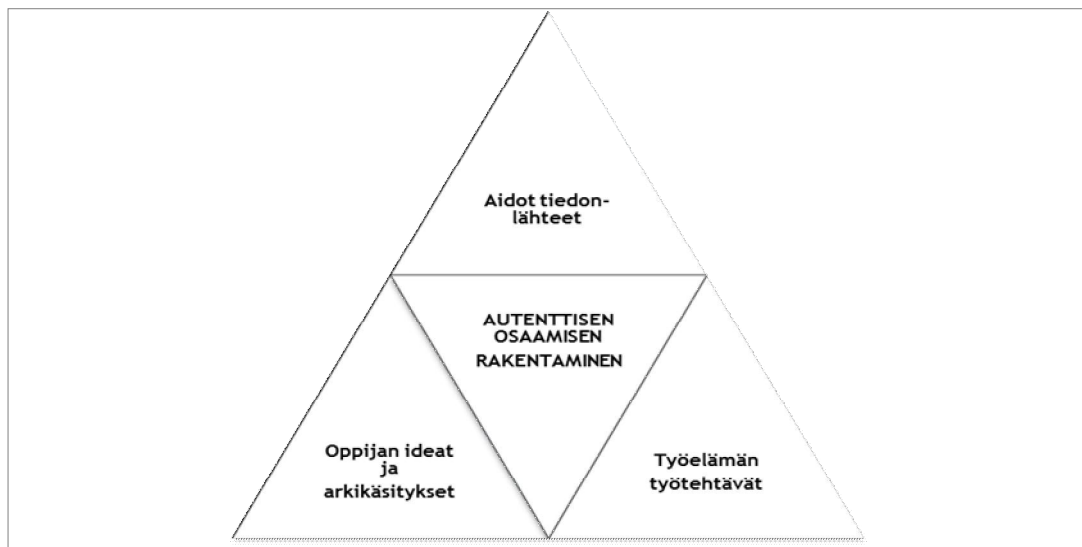 Aidot tiedon-
lähteet
AUTENTTISEN
OSAAMISEN
RAKENTAMINEN
Oppijan ideat
ja
arkikäsitykset
Työelämän
työtehtävät